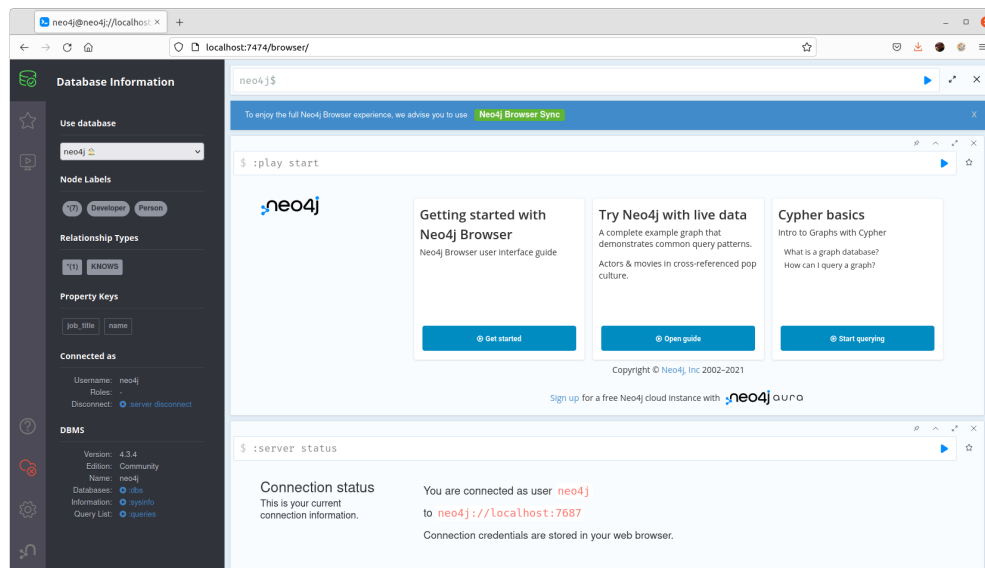 neo4j@neo4j://localhost
localhost:7474/browser/
Database Information
Use database
neo4j
Node Labels
*(7) Developer Person
Relationship Types
*(1) KNOWS
Property Keys
job_title name
Connected as
Username: neo4j
Roles: -
Disconnect: :server disconnect
DBMS
Version: 4.3.4
Edition: Community
Name: neo4j
Databases: :dbs
Information: :sysinfo
Query List: :queries
neo4j$
To enjoy the full Neo4j Browser experience, we advise you to use Neo4j Browser Sync X
$ :play start
neo4j
Getting started with
Neo4j Browser
Neo4j Browser user interface guide
Get started
Try Neo4j with live data
A complete example graph that
demonstrates common query patterns.
Actors & movies in cross-referenced pop
culture.
Open guide
Cypher basics
Intro to Graphs with Cypher
What is a graph database?
How can I query a graph?
Start querying
Copyright © Neo4j, Inc 2002–2021
Sign up for a free Neo4j cloud instance with neo4j aura
$ :server status
Connection status
This is your current
connection information.
You are connected as user neo4j
to neo4j://localhost:7687
Connection credentials are stored in your web browser.